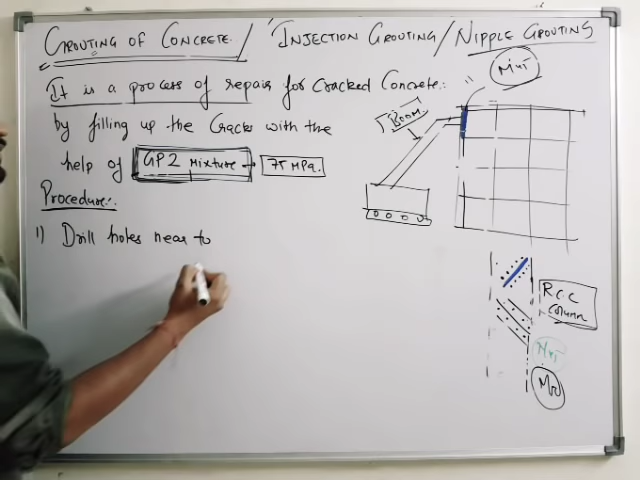 GROUTING OF CONCRETE / INJECTION GROUTING / NIPPLE GROUTING
It is a process of repair for Cracked Concrete:
by filling up the Cracks with the
help of GP2 Mixture - 75 MPa.
Procedure:
1) Drill holes near to
BOOM
RCC
Column